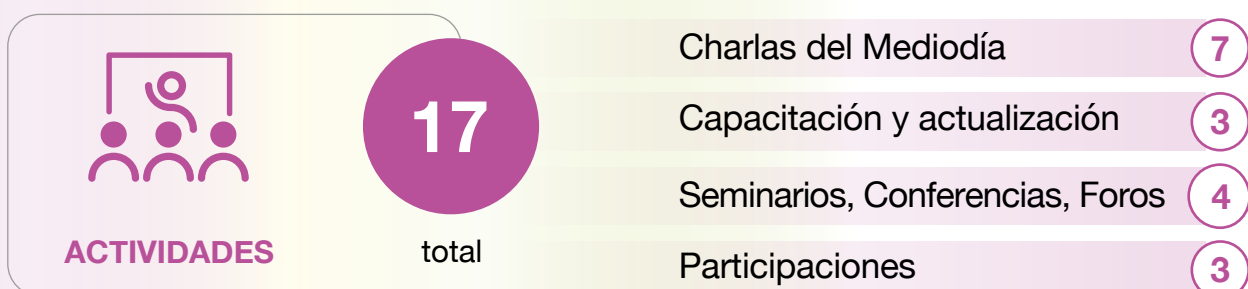 ACTIVIDADES
17
total
Charlas del Mediodía 7
Capacitación y actualización 3
Seminarios, Conferencias, Foros 4
Participaciones 3